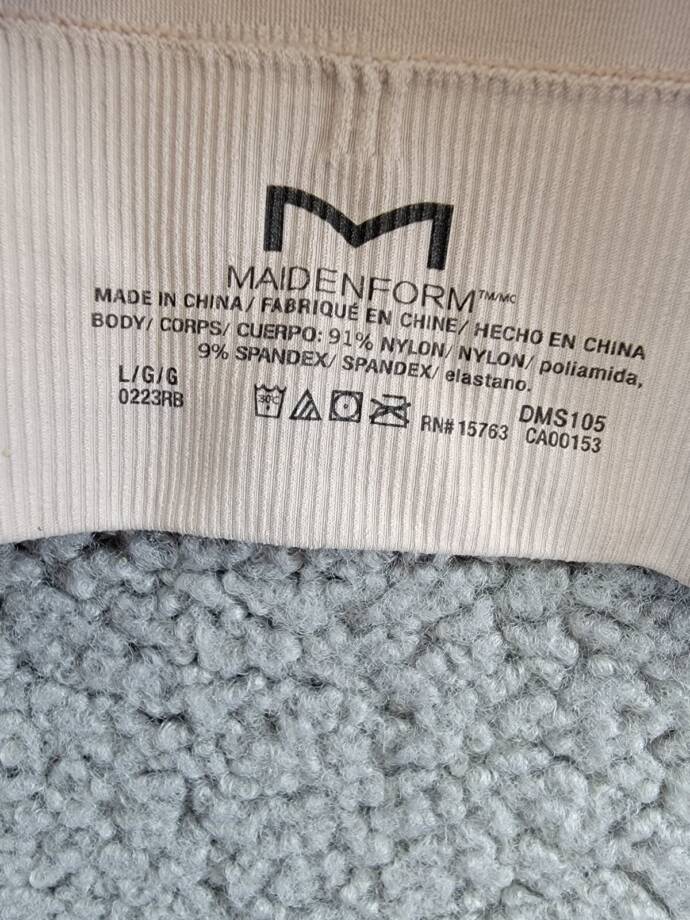 MAIDENFORM™/MC
MADE IN CHINA/ FABRIQUÉ EN CHINE/ HECHO EN CHINA
BODY/ CORPS/ CUERPO: 91% NYLON/ NYLON/ poliamida,
9% SPANDEX/ SPANDEX/ elastano.
L/G/G
0223RB
30°C
RN# 15763
DMS105
CA00153